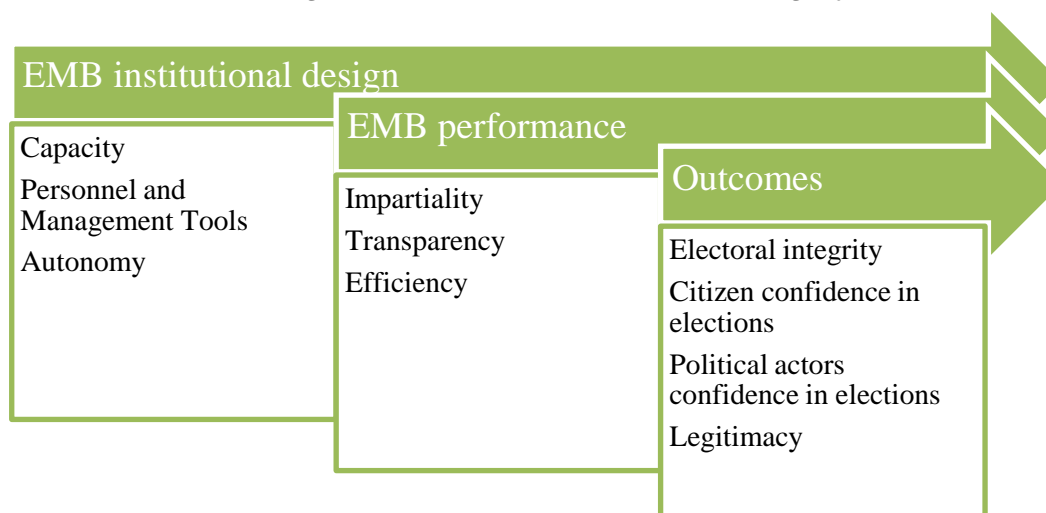 EMB institutional design
Capacity
Personnel and
Management Tools
Autonomy
EMB performance
Impartiality
Transparency
Efficiency
Outcomes
Electoral integrity
Citizen confidence in
elections
Political actors
confidence in elections
Legitimacy